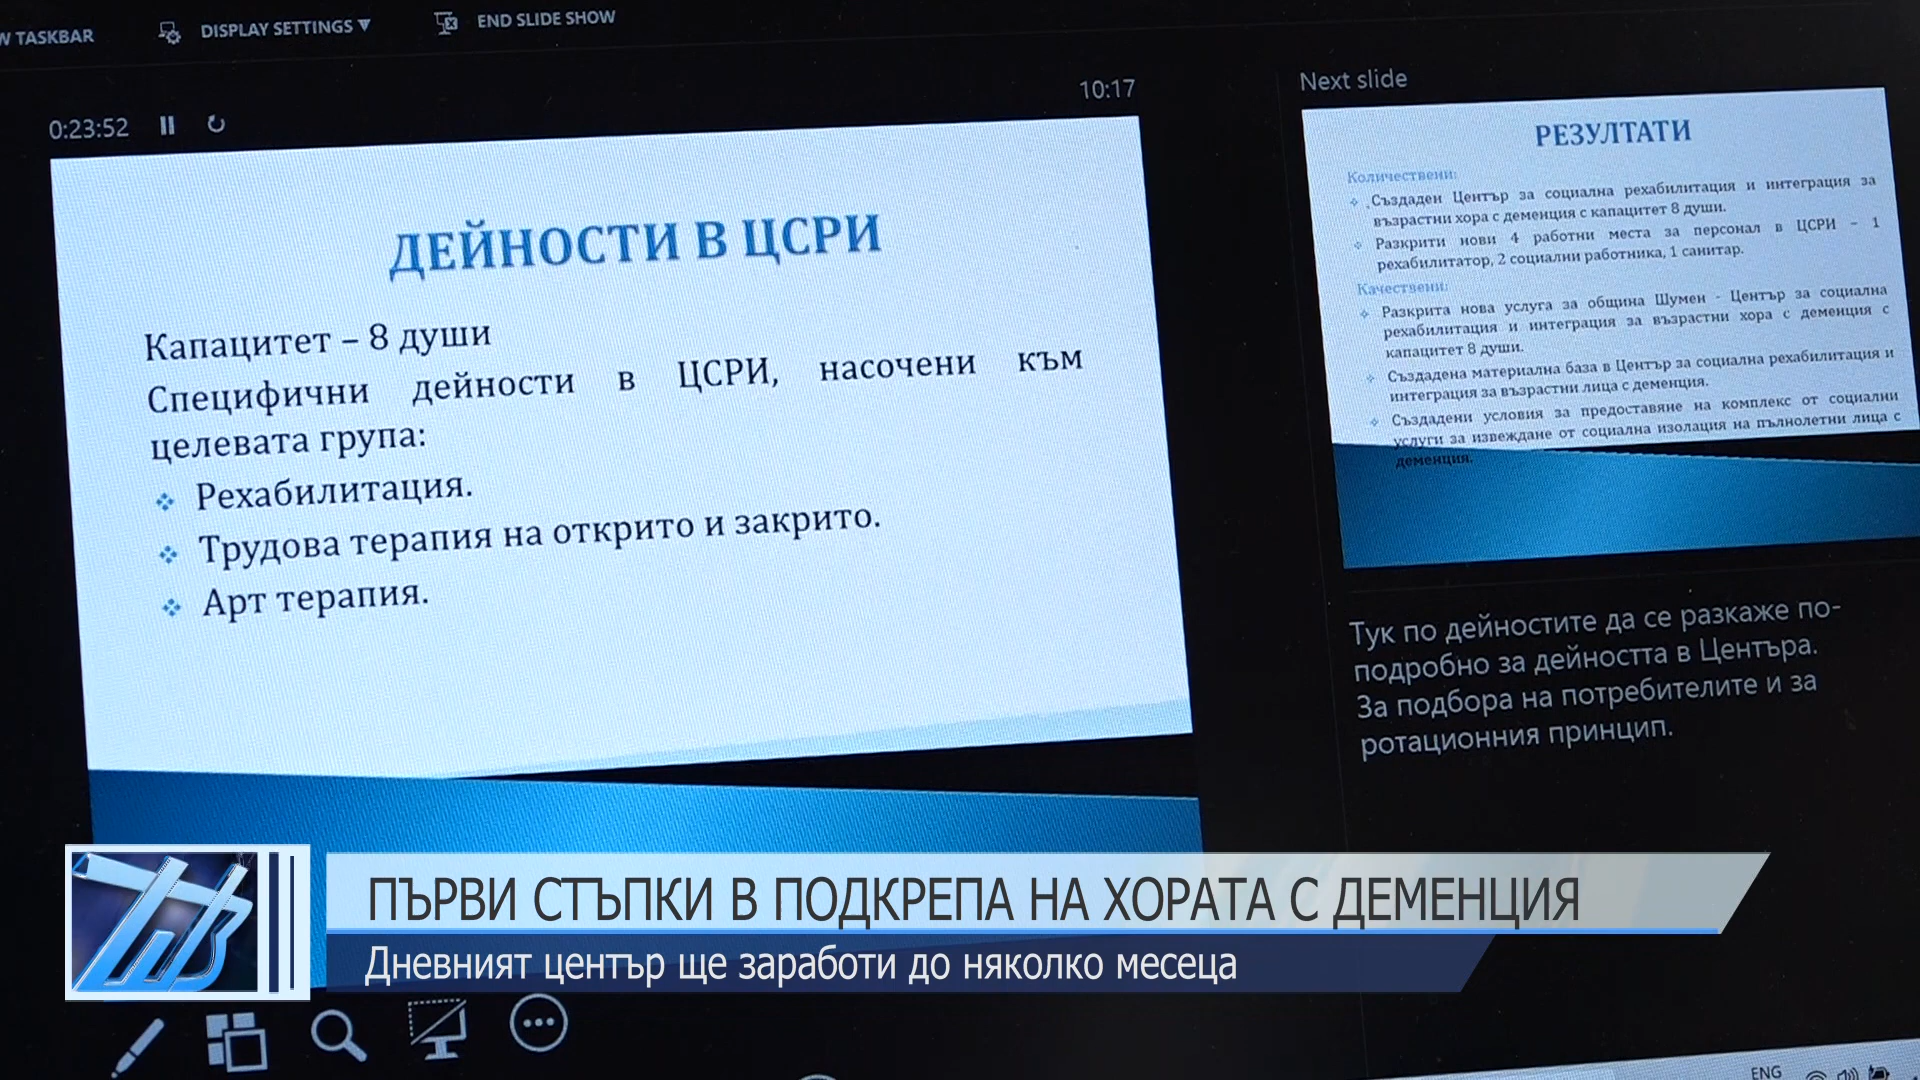 W TASKBAR
DISPLAY SETTINGS ▼
END SLIDE SHOW
0:23:52
10:17
ДЕЙНОСТИ В ЦСРИ
Капацитет – 8 души
Специфични дейности в ЦСРИ, насочени към
целевата група:
Рехабилитация.
Трудова терапия на открито и закрито.
Арт терапия.
Next slide
РЕЗУЛТАТИ
Количествени:
Създаден Център за социална рехабилитация и интеграция за
възрастни хора с деменция с капацитет 8 души.
Разкрити нови 4 работни места за персонал в ЦСРИ – 1
рехабилитатор, 2 социални работника, 1 санитар.
Качествени:
Разкрита нова услуга за община Шумен - Център за социална
рехабилитация и интеграция за възрастни хора с деменция с
капацитет 8 души.
Създадена материална база в Център за социална рехабилитация и
интеграция за възрастни лица с деменция.
Създадени условия за предоставяне на комплекс от социални
услуги за извеждане от социална изолация на пълнолетни лица с
деменция.
Тук по дейностите да се разкаже по-
подробно за дейността в Центъра.
За подбора на потребителите и за
ротационния принцип.
ПЪРВИ СТЪПКИ В ПОДКРЕПА НА ХОРАТА С ДЕМЕНЦИЯ
Дневният център ще заработи до няколко месеца
ENG